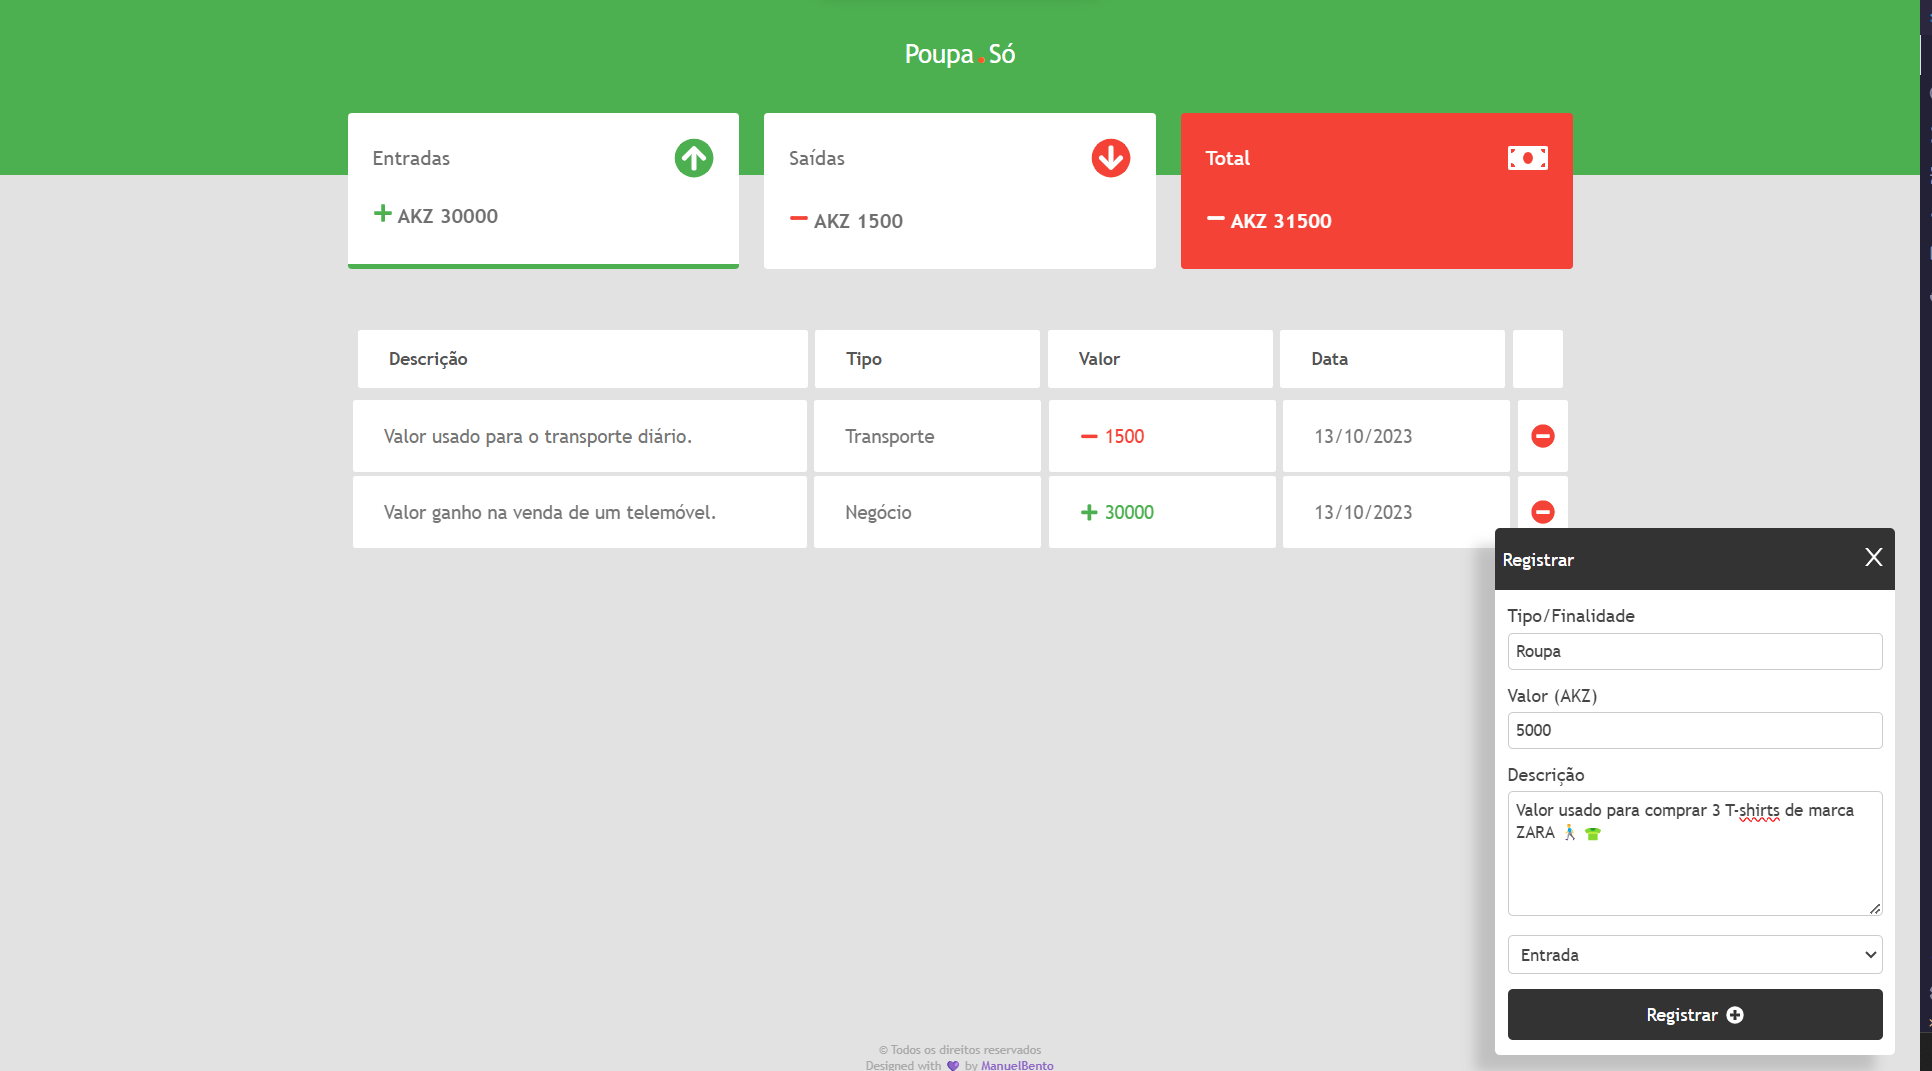 Poupa.Só
Entradas
+ AKZ 30000
Saídas
− AKZ 1500
Total
− AKZ 31500
Descrição Tipo Valor Data
Valor usado para o transporte diário. Transporte − 1500 13/10/2023
Valor ganho na venda de um telemóvel. Negócio + 30000 13/10/2023
Registrar X
Tipo/Finalidade
Roupa
Valor (AKZ)
5000
Descrição
Valor usado para comprar 3 T-shirts de marca
ZARA 🚶 👕
Entrada
Registrar
© Todos os direitos reservados
Designed with 💜 by ManuelBento